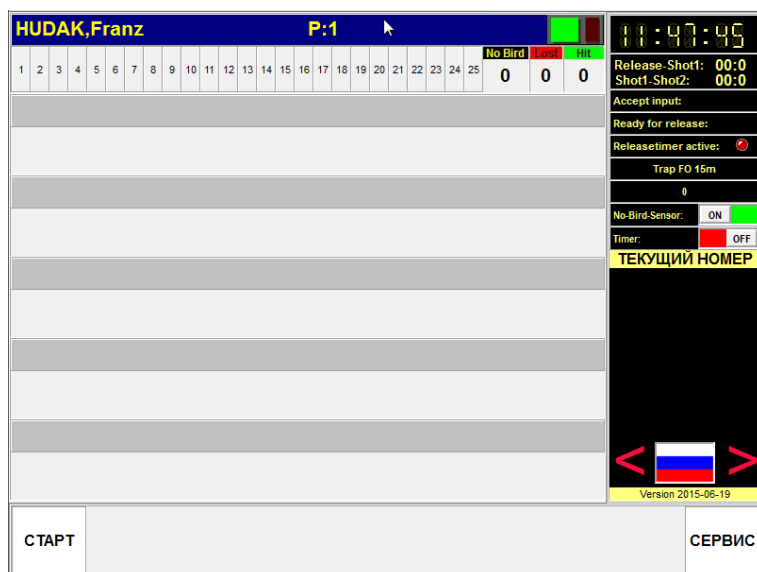 HUDAK,Franz P:1
No Bird Lost Hit
1 2 3 4 5 6 7 8 9 10 11 12 13 14 15 16 17 18 19 20 21 22 23 24 25 0 0 0
11:47:45
Release-Shot1: 00:0
Shot1-Shot2: 00:0
Accept input:
Ready for release:
Releasetimer active:
Trap FO 15m
0
No-Bird-Sensor: ON
Timer: OFF
ТЕКУЩИЙ НОМЕР
< >
Version 2015-06-19
СТАРТ СЕРВИС